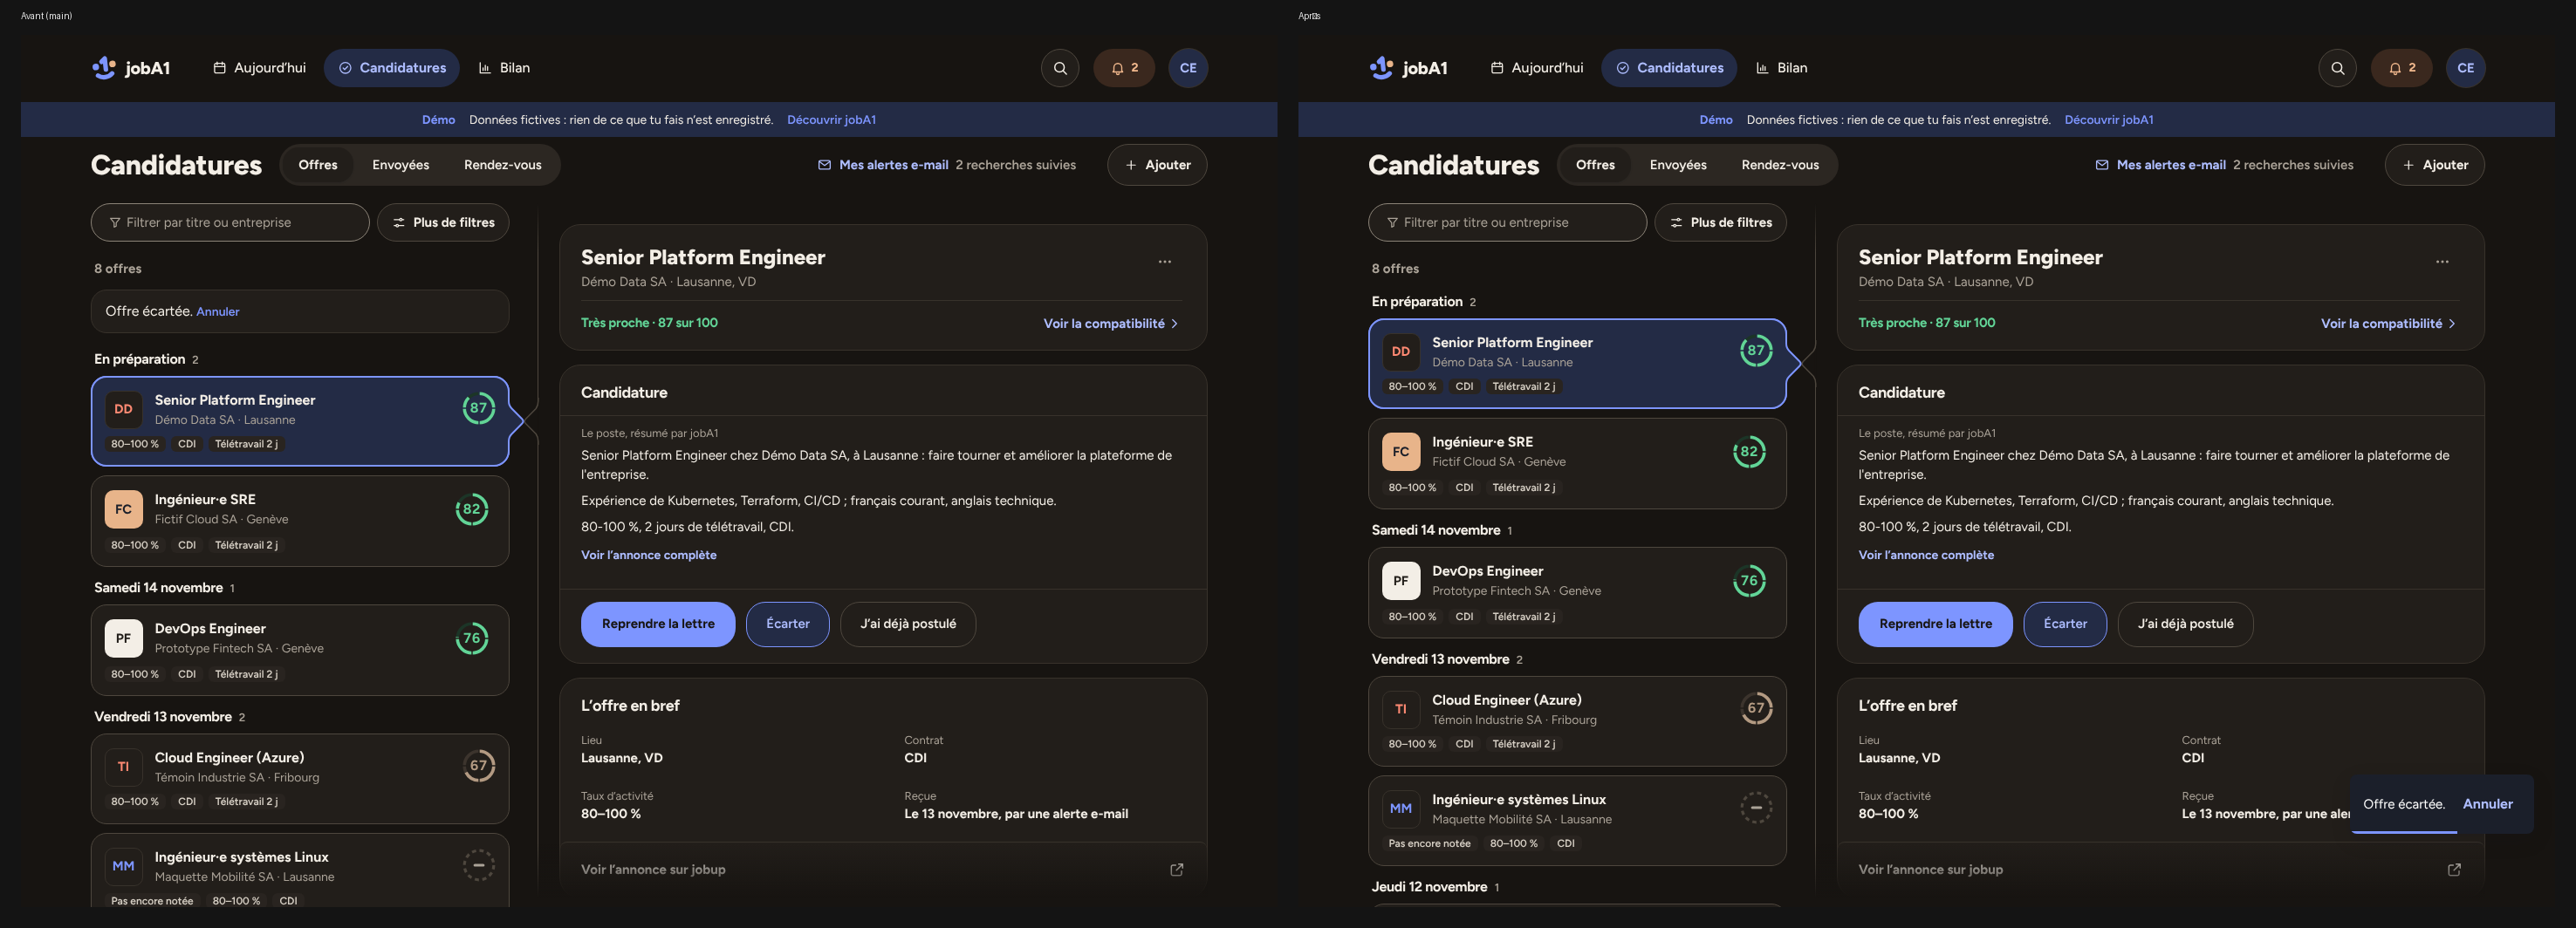 Avant (main)
jobA1
Aujourd'hui
Candidatures
Bilan
2
CE
Démo Données fictives : rien de ce que tu fais n’est enregistré. Découvrir jobA1
Candidatures
Offres
Envoyées
Rendez-vous
Mes alertes e-mail 2 recherches suivies
Ajouter
Filtrer par titre ou entreprise
Plus de filtres
8 offres
Offre écartée. Annuler
En préparation 2
DD
Senior Platform Engineer
Démo Data SA · Lausanne
87
80–100 %
CDI
Télétravail 2 j
FC
Ingénieur·e SRE
Fictif Cloud SA · Genève
82
80–100 %
CDI
Télétravail 2 j
Samedi 14 novembre 1
PF
DevOps Engineer
Prototype Fintech SA · Genève
76
80–100 %
CDI
Télétravail 2 j
Vendredi 13 novembre 2
TI
Cloud Engineer (Azure)
Témoin Industrie SA · Fribourg
67
80–100 %
CDI
Télétravail 2 j
MM
Ingénieur·e systèmes Linux
Maquette Mobilité SA · Lausanne
Pas encore notée
80–100 %
CDI
Senior Platform Engineer
Démo Data SA · Lausanne, VD
Très proche · 87 sur 100
Voir la compatibilité
Candidature
Le poste, résumé par jobA1
Senior Platform Engineer chez Démo Data SA, à Lausanne : faire tourner et améliorer la plateforme de
l'entreprise.
Expérience de Kubernetes, Terraform, CI/CD ; français courant, anglais technique.
80-100 %, 2 jours de télétravail, CDI.
Voir l’annonce complète
Reprendre la lettre
Écarter
J’ai déjà postulé
L’offre en bref
Lieu
Lausanne, VD
Contrat
CDI
Taux d’activité
80–100 %
Reçue
Le 13 novembre, par une alerte e-mail
Voir l’annonce sur jobup
jobA1
Aujourd'hui
Candidatures
Bilan
2
CE
Démo Données fictives : rien de ce que tu fais n’est enregistré. Découvrir jobA1
Candidatures
Offres
Envoyées
Rendez-vous
Mes alertes e-mail 2 recherches suivies
Ajouter
Filtrer par titre ou entreprise
Plus de filtres
8 offres
En préparation 2
DD
Senior Platform Engineer
Démo Data SA · Lausanne
87
80–100 %
CDI
Télétravail 2 j
FC
Ingénieur·e SRE
Fictif Cloud SA · Genève
82
80–100 %
CDI
Télétravail 2 j
Samedi 14 novembre 1
PF
DevOps Engineer
Prototype Fintech SA · Genève
76
80–100 %
CDI
Télétravail 2 j
Vendredi 13 novembre 2
TI
Cloud Engineer (Azure)
Témoin Industrie SA · Fribourg
67
80–100 %
CDI
Télétravail 2 j
MM
Ingénieur·e systèmes Linux
Maquette Mobilité SA · Lausanne
Pas encore notée
80–100 %
CDI
Jeudi 12 novembre 1
Senior Platform Engineer
Démo Data SA · Lausanne, VD
Très proche · 87 sur 100
Voir la compatibilité
Candidature
Le poste, résumé par jobA1
Senior Platform Engineer chez Démo Data SA, à Lausanne : faire tourner et améliorer la plateforme de
l'entreprise.
Expérience de Kubernetes, Terraform, CI/CD ; français courant, anglais technique.
80-100 %, 2 jours de télétravail, CDI.
Voir l’annonce complète
Reprendre la lettre
Écarter
J’ai déjà postulé
L’offre en bref
Lieu
Lausanne, VD
Contrat
CDI
Taux d’activité
80–100 %
Reçue
Le 13 novembre, par une aler
Offre écartée. Annuler
Voir l’annonce sur jobup